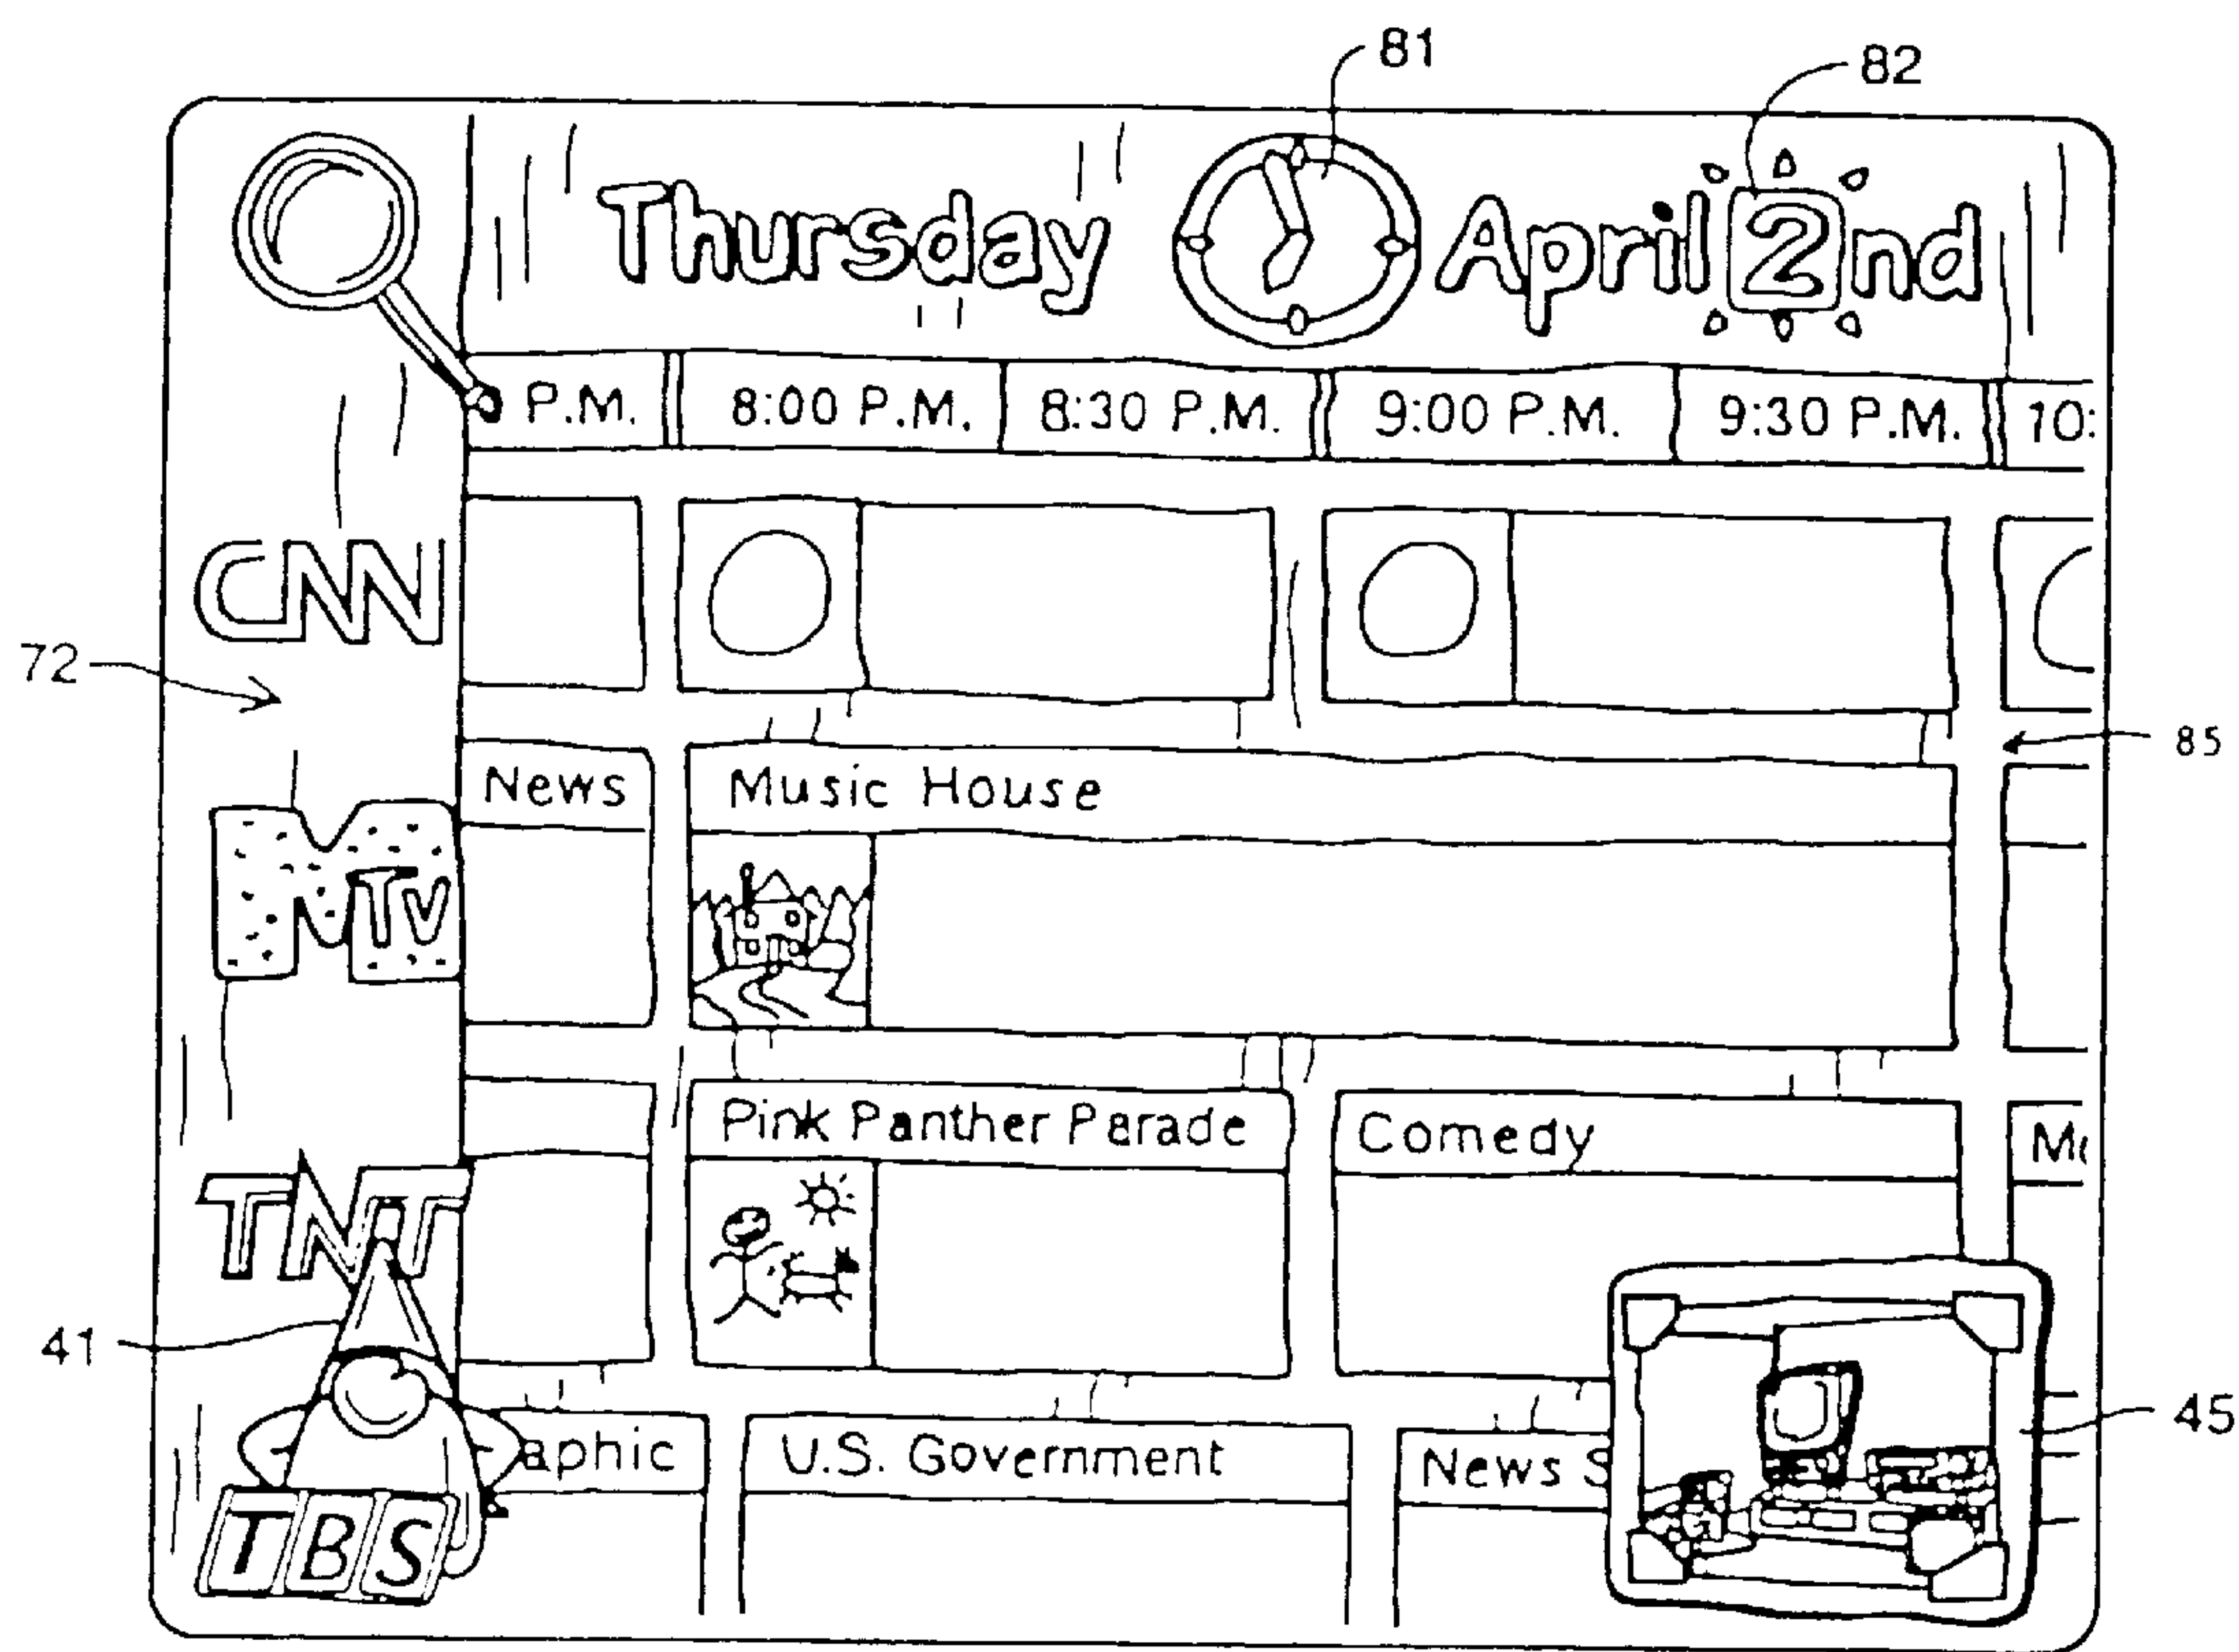 81
82
Thursday April 2nd
P.M. 8:00 P.M. 8:30 P.M. 9:00 P.M. 9:30 P.M. 10:
CNN
72
85
News Music House
MTV
Pink Panther Parade Comedy
TNT
41
45
aphic U.S. Government News S
TBS